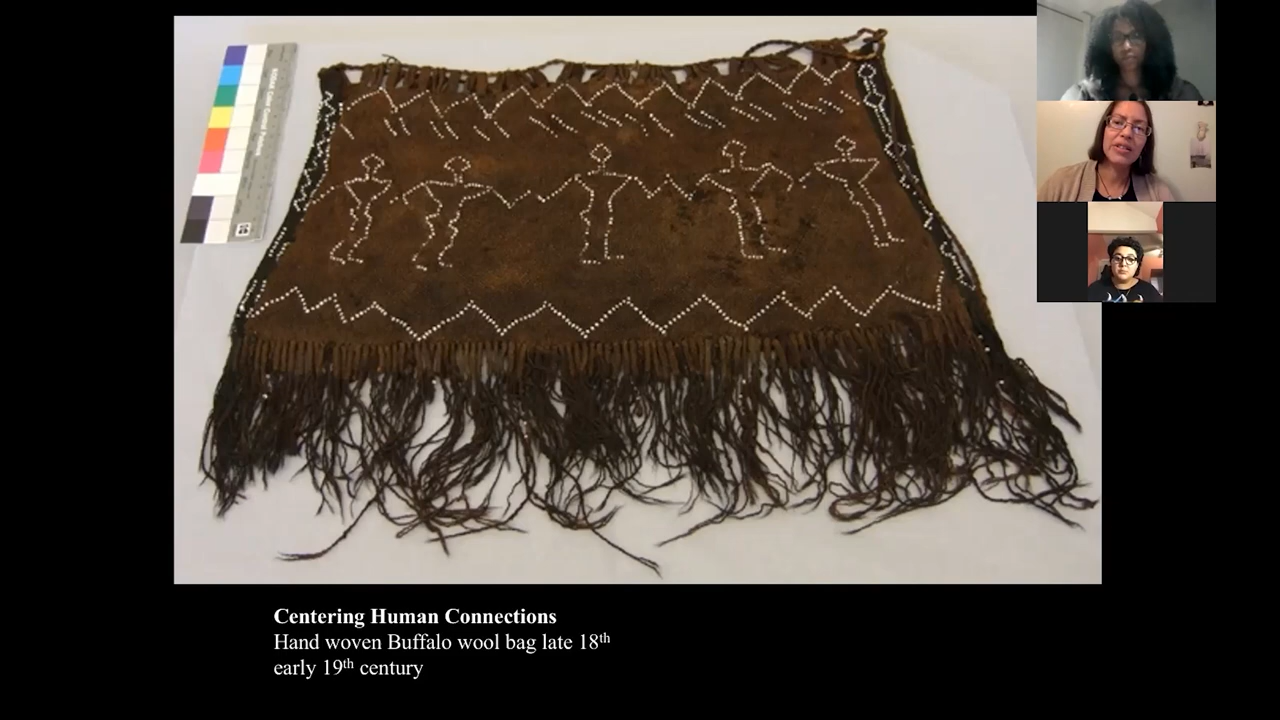 Centering Human Connections
Hand woven Buffalo wool bag late 18th
early 19th century